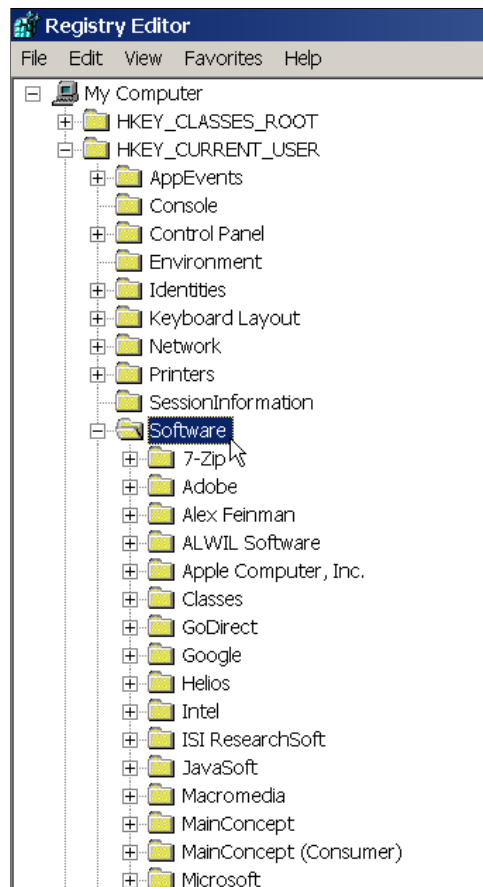 Registry Editor
File Edit View Favorites Help
My Computer
HKEY_CLASSES_ROOT
HKEY_CURRENT_USER
AppEvents
Console
Control Panel
Environment
Identities
Keyboard Layout
Network
Printers
SessionInformation
Software
7-Zip
Adobe
Alex Feinman
ALWIL Software
Apple Computer, Inc.
Classes
GoDirect
Google
Helios
Intel
ISI ResearchSoft
JavaSoft
Macromedia
MainConcept
MainConcept (Consumer)
Microsoft